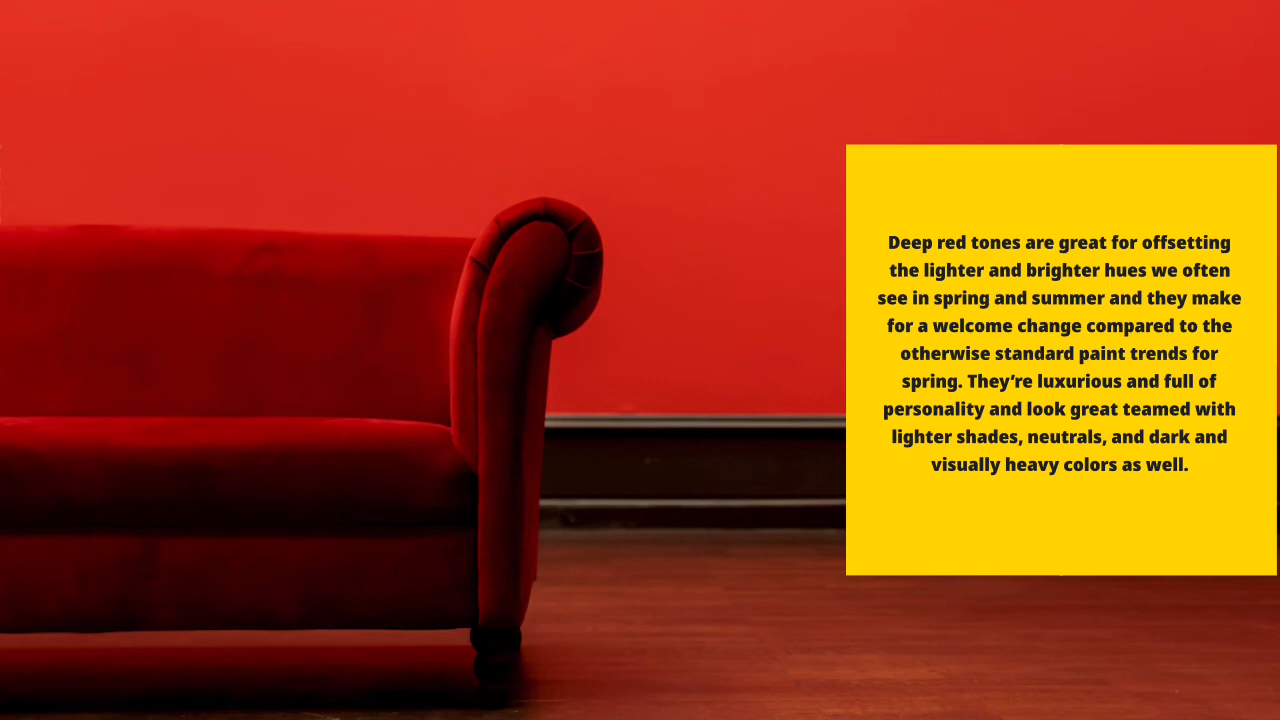 Deep red tones are great for offsetting
the lighter and brighter hues we often
see in spring and summer and they make
for a welcome change compared to the
otherwise standard paint trends for
spring. They’re luxurious and full of
personality and look great teamed with
lighter shades, neutrals, and dark and
visually heavy colors as well.